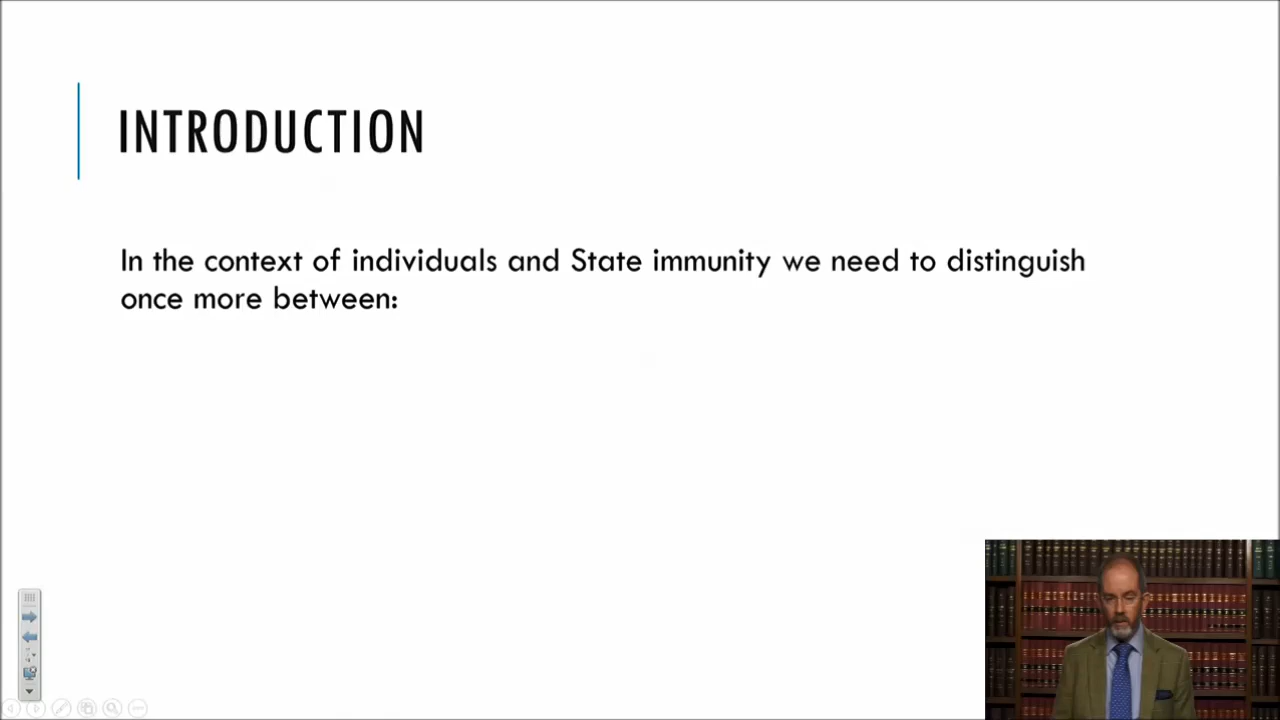 INTRODUCTION
In the context of individuals and State immunity we need to distinguish
once more between: